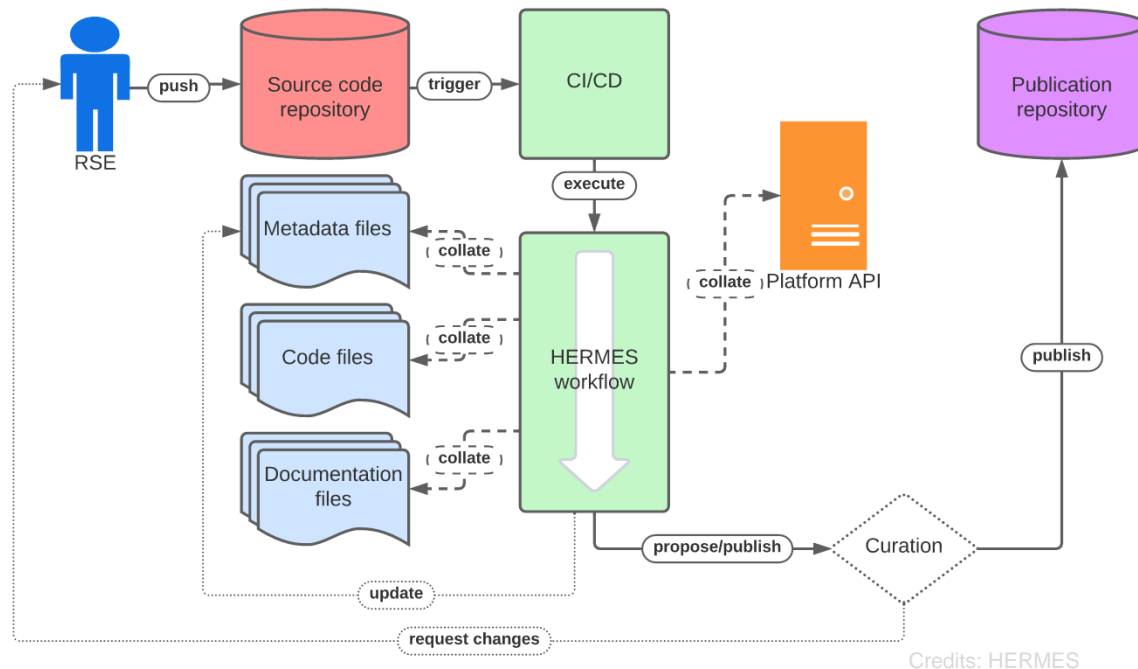 RSE
push
Source code
repository
trigger
CI/CD
Publication
repository
execute
Metadata files
collate
collate
Platform API
Code files
collate
HERMES
workflow
publish
Documentation
files
collate
propose/publish
Curation
update
request changes
Credits: HERMES